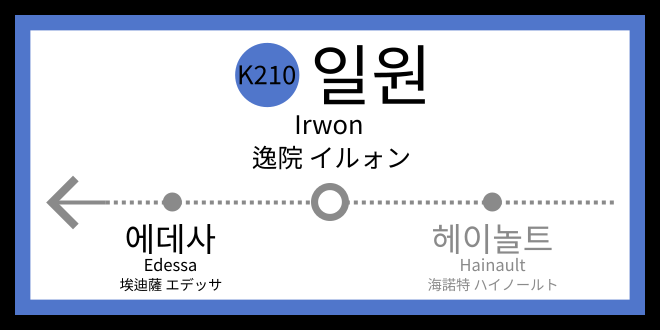 K210 일원
Irwon
逸院 イルォン
에데사
Edessa
埃迪薩 エデッサ
헤이놀트
Hainault
海諾特 ハイノールト